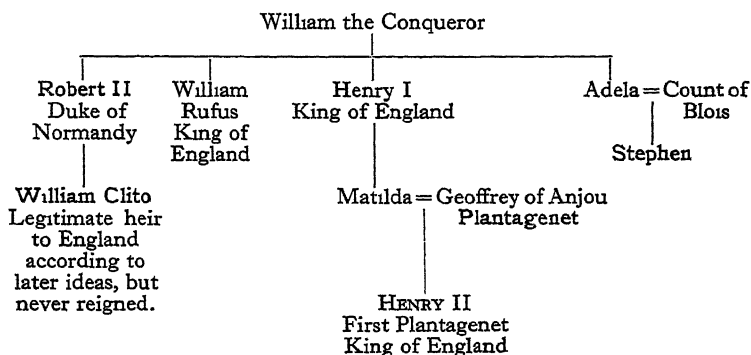 William the Conqueror
Robert II
Duke of
Normandy
William
Rufus
King of
England
Henry I
King of England
Adela = Count of
Blois
Stephen
William Clito
Legitimate heir
to England
according to
later ideas, but
never reigned.
Matilda = Geoffrey of Anjou
Plantagenet
HENRY II
First Plantagenet
King of England